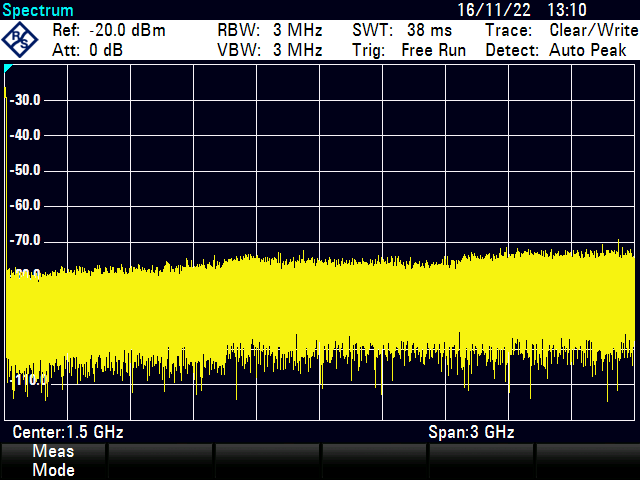 Spectrum 16/11/22 13:10
R S Ref: -20.0 dBm RBW: 3 MHz SWT: 38 ms Trace: Clear/Write
Att: 0 dB VBW: 3 MHz Trig: Free Run Detect: Auto Peak
-30.0
-40.0
-50.0
-60.0
-70.0
-110.0
Center:1.5 GHz Span:3 GHz
Meas
Mode